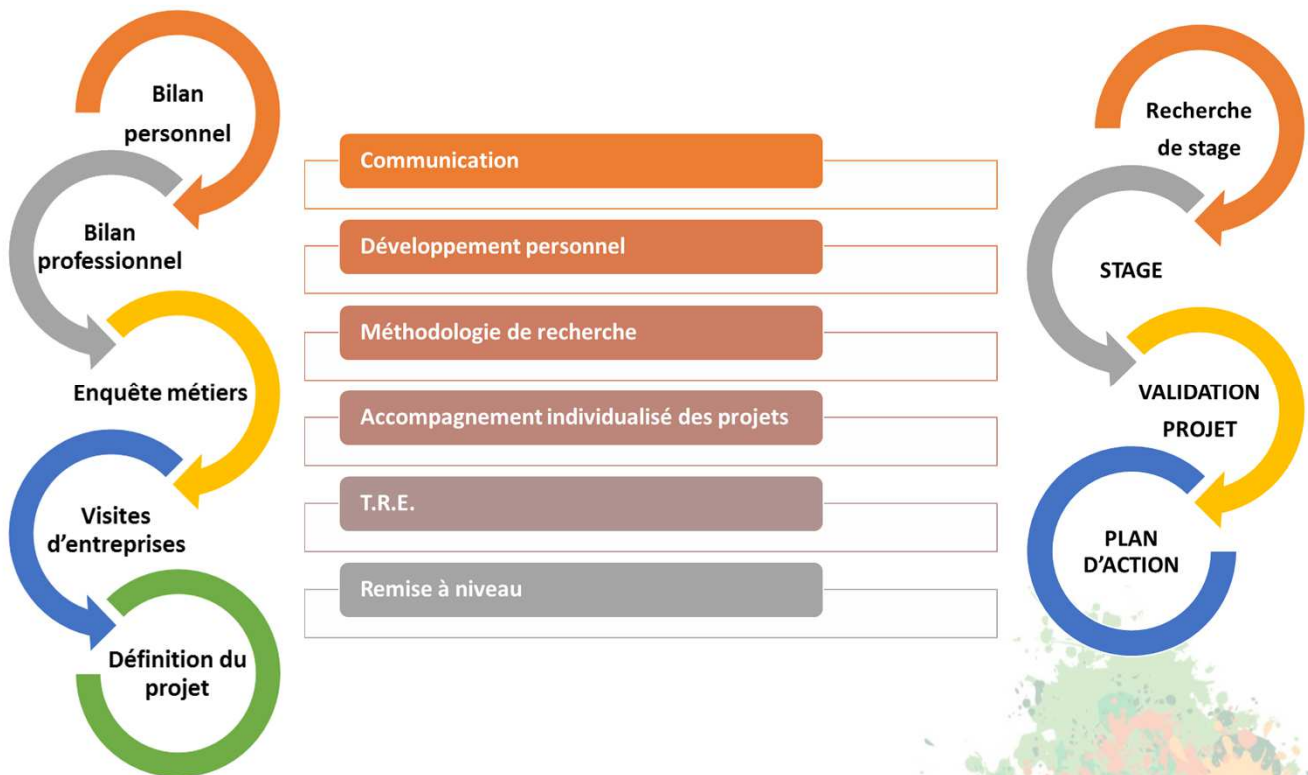 Bilan
personnel
Bilan
professionnel
Enquête métiers
Visites
d'entreprises
Définition du
projet
Communication
Développement personnel
Méthodologie de recherche
Accompagnement individualisé des projets
T.R.E.
Remise à niveau
Recherche
de stage
STAGE
VALIDATION
PROJET
PLAN
D'ACTION